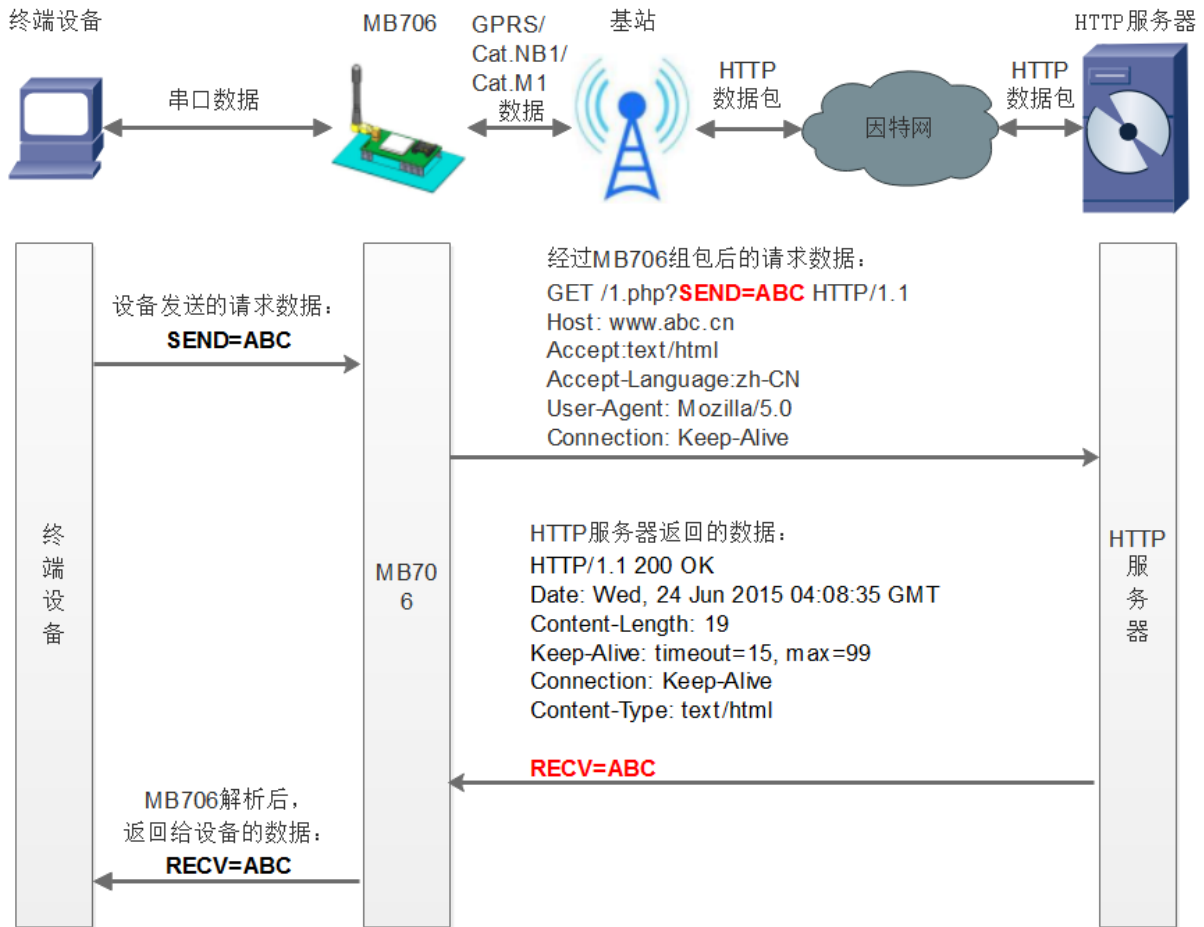 终端设备
MB706
GPRS/
Cat.NB1/
Cat.M1
数据
基站
HTTP服务器
串口数据
HTTP
数据包
因特网
HTTP
数据包
设备发送的请求数据：
SEND=ABC
经过MB706组包后的请求数据：
GET /1.php?SEND=ABC HTTP/1.1
Host: www.abc.cn
Accept:text/html
Accept-Language:zh-CN
User-Agent: Mozilla/5.0
Connection: Keep-Alive
终
端
设
备
MB70
6
HTTP
服
务
器
HTTP服务器返回的数据：
HTTP/1.1 200 OK
Date: Wed, 24 Jun 2015 04:08:35 GMT
Content-Length: 19
Keep-Alive: timeout=15, max=99
Connection: Keep-Alive
Content-Type: text/html
RECV=ABC
MB706解析后，
返回给设备的数据：
RECV=ABC